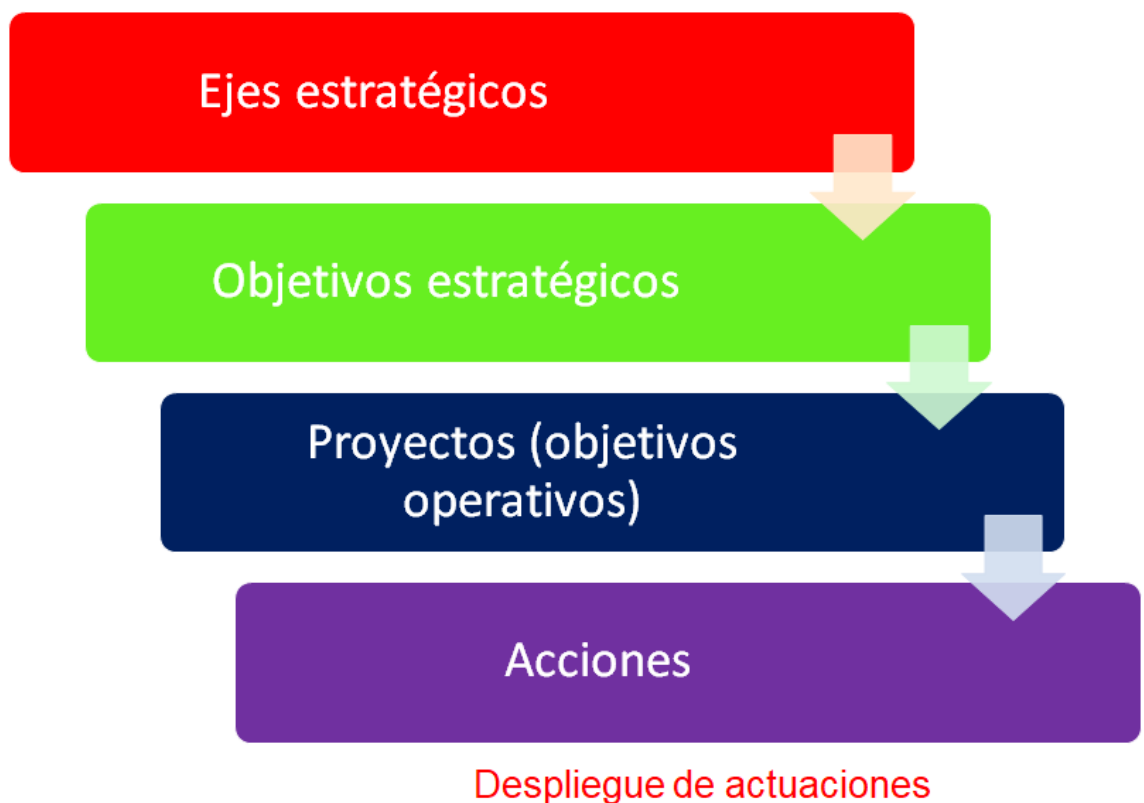 Ejes estratégicos
Objetivos estratégicos
Proyectos (objetivos
operativos)
Acciones
Despliegue de actuaciones